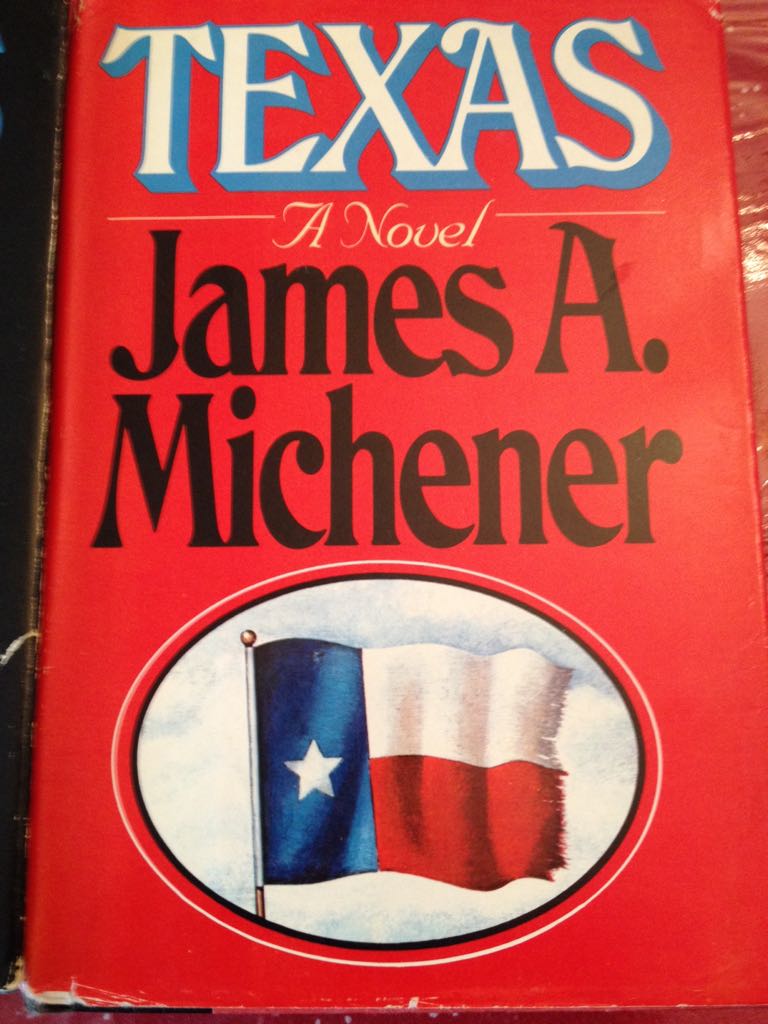 TEXAS
A Novel
James A.
Michener